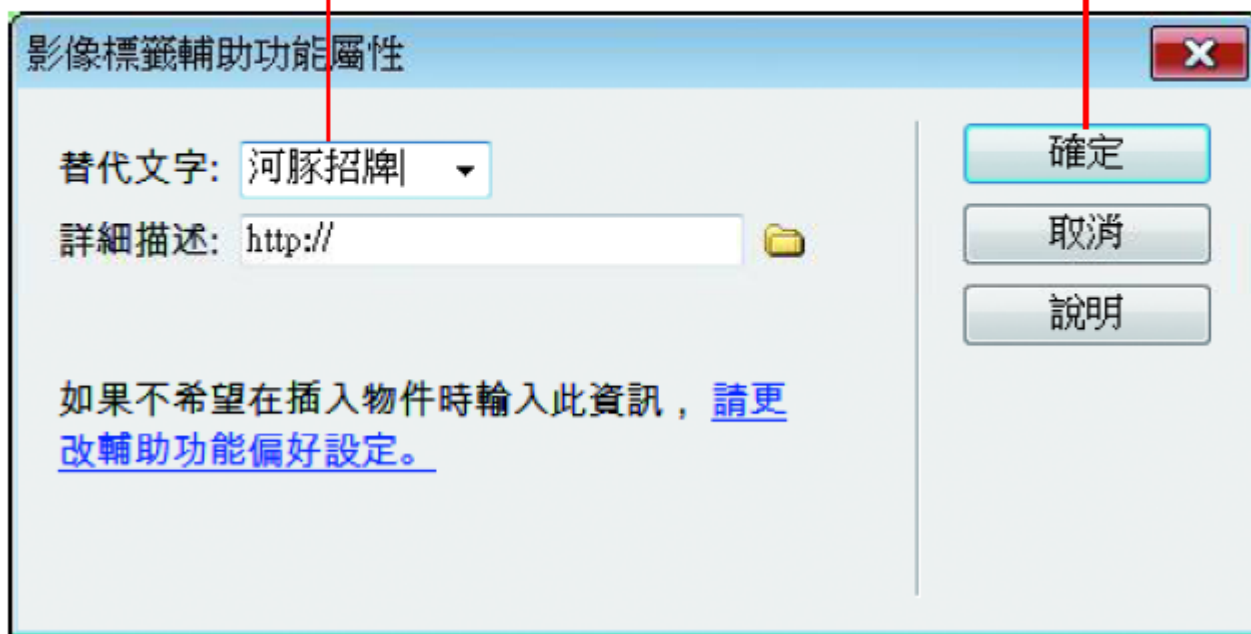 影像標籤輔助功能屬性
替代文字: 河豚招牌
詳細描述: http://
確定
取消
說明
如果不希望在插入物件時輸入此資訊，請更
改輔助功能偏好設定。